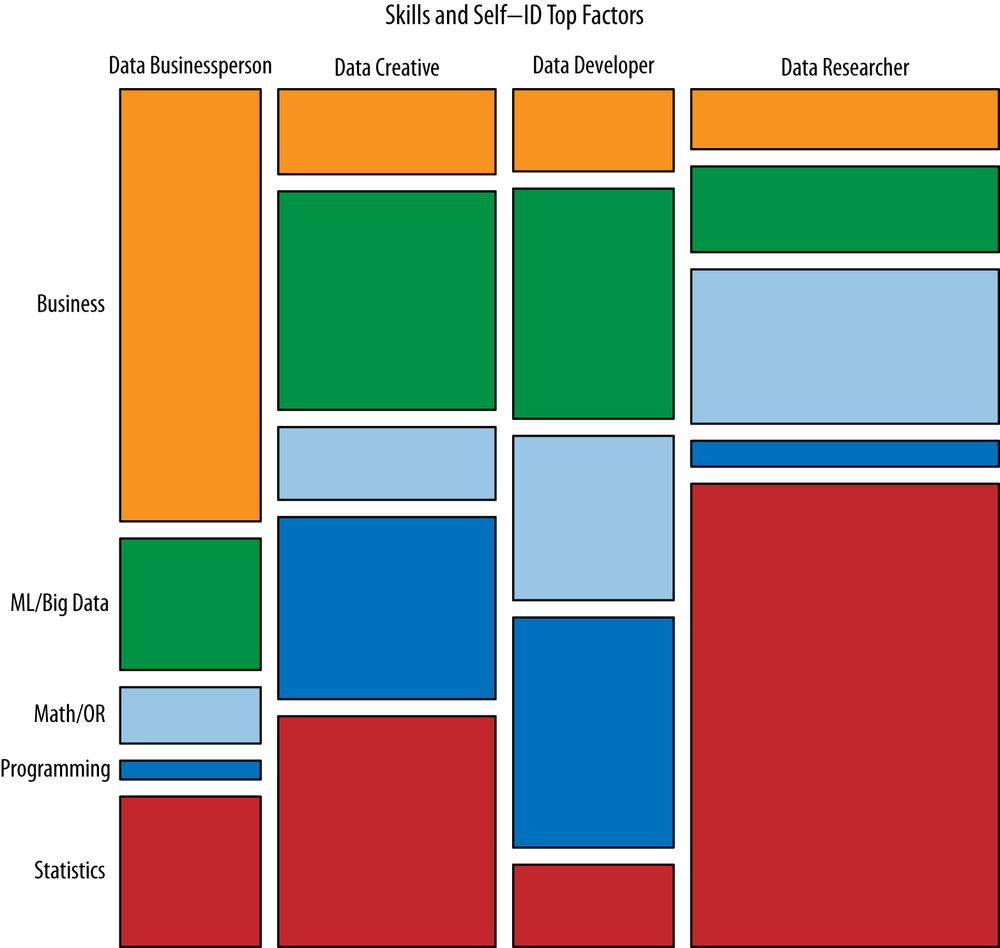 Skills and Self–ID Top Factors
Data Businessperson
Data Creative
Data Developer
Data Researcher
Business
ML/Big Data
Math/OR
Programming
Statistics